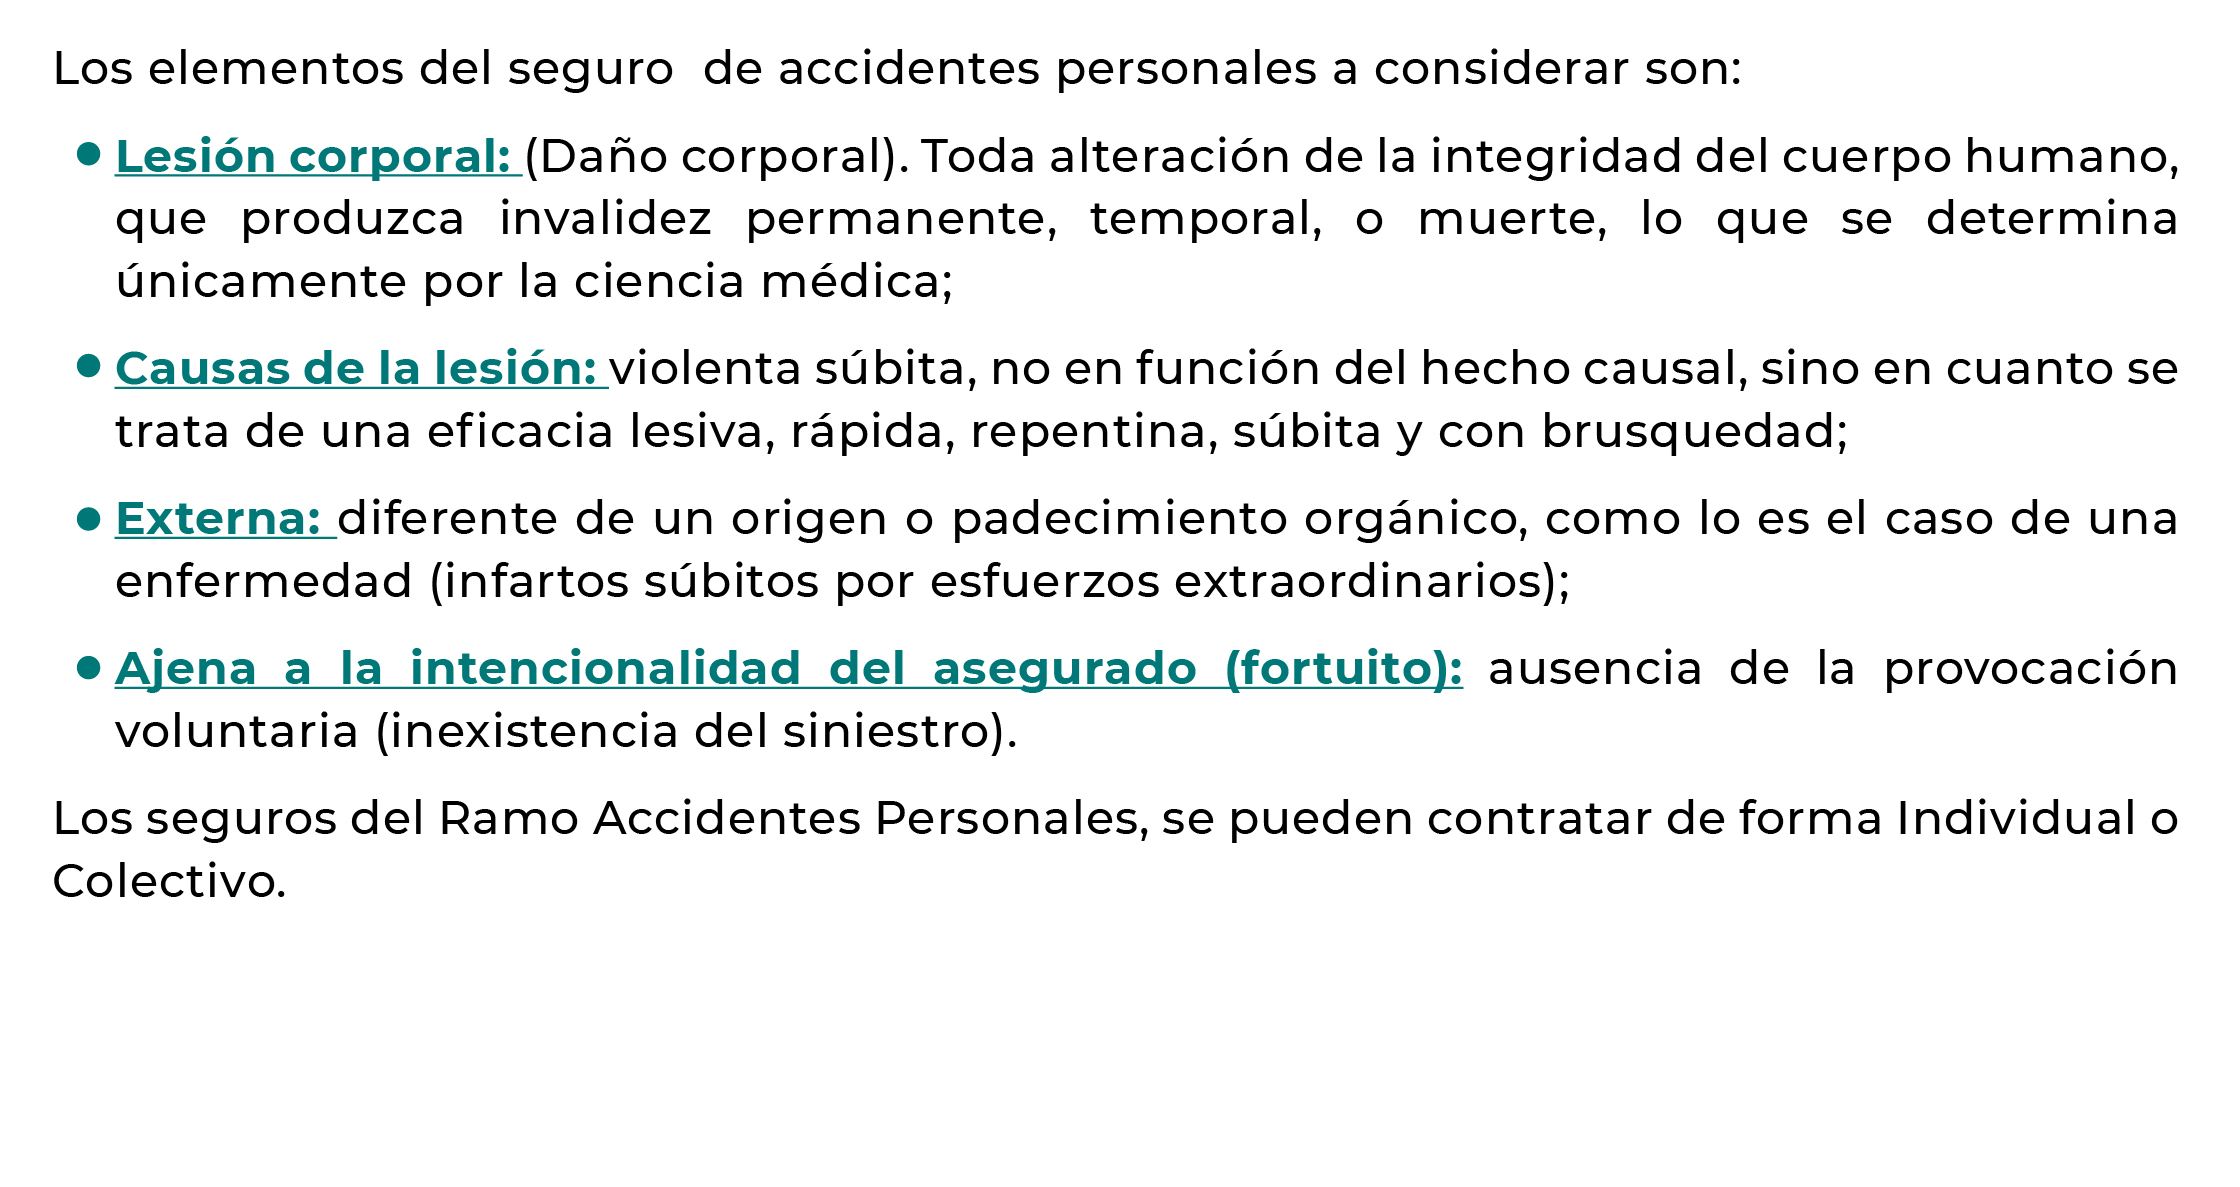 Los elementos del seguro  de accidentes personales a considerar son:
● Lesión corporal: (Daño corporal). Toda alteración de la integridad del cuerpo humano,
que produzca invalidez permanente, temporal, o muerte, lo que se determina
únicamente por la ciencia médica;
● Causas de la lesión: violenta súbita, no en función del hecho causal, sino en cuanto se
trata de una eficacia lesiva, rápida, repentina, súbita y con brusquedad;
● Externa: diferente de un origen o padecimiento orgánico, como lo es el caso de una
enfermedad (infartos súbitos por esfuerzos extraordinarios);
● Ajena a la intencionalidad del asegurado (fortuito): ausencia de la provocación
voluntaria (inexistencia del siniestro).
Los seguros del Ramo Accidentes Personales, se pueden contratar de forma Individual o
Colectivo.